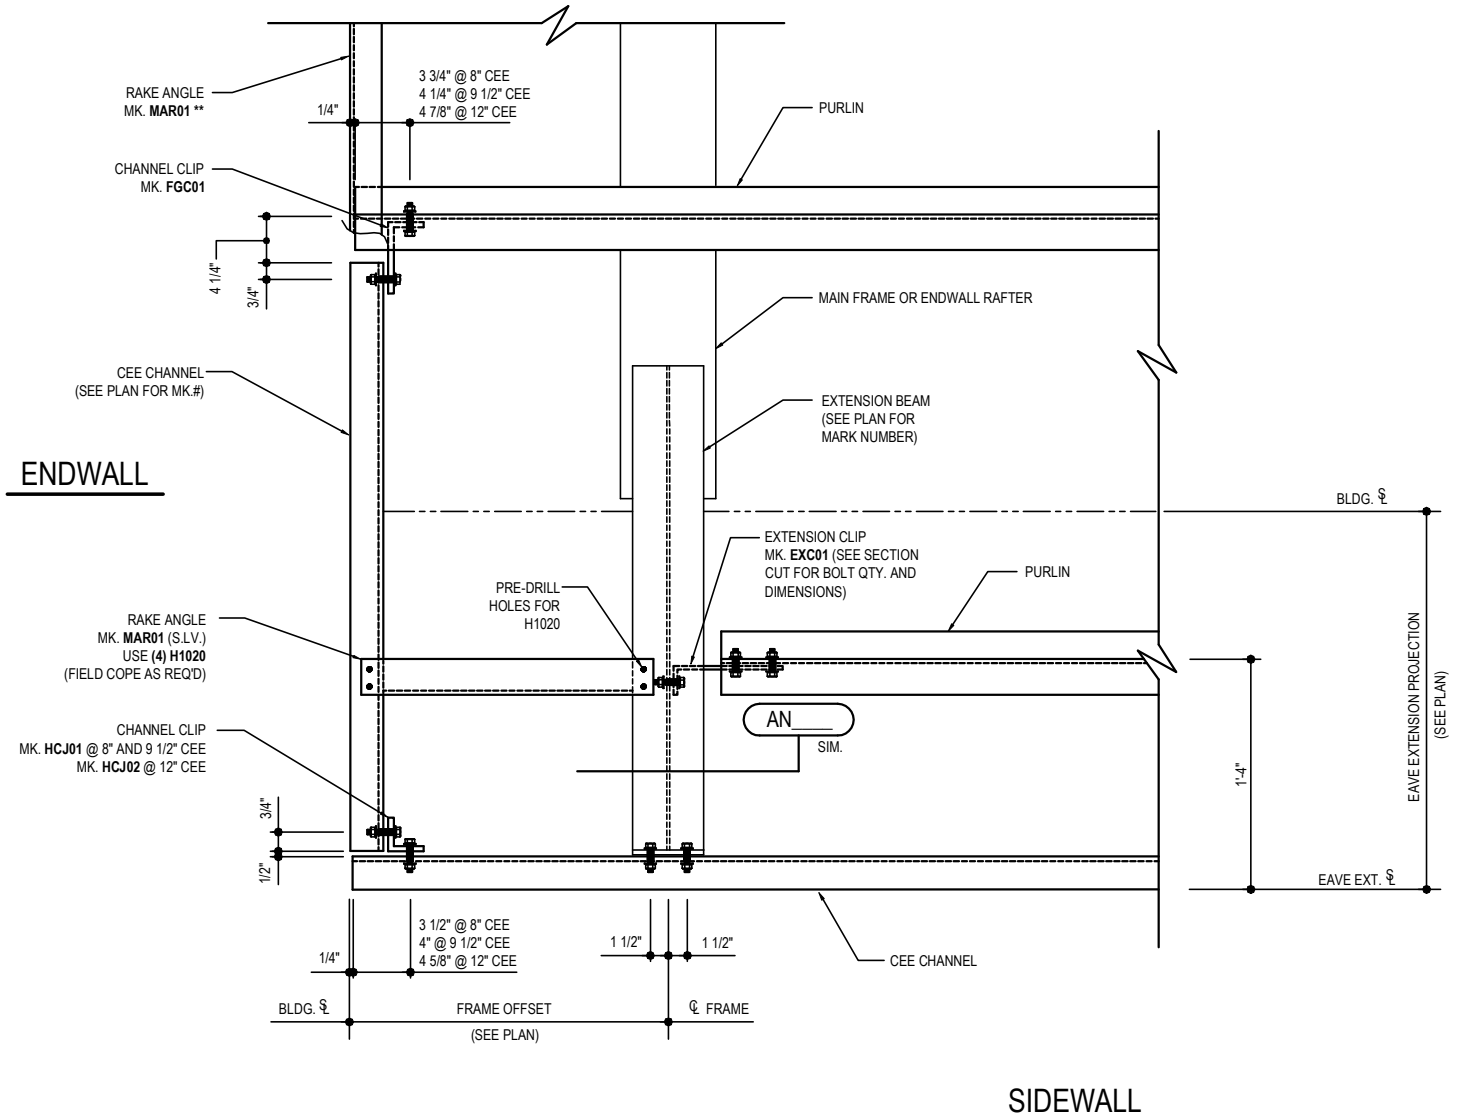 RAKE ANGLE
MK. MAR01 **
1/4"
3 3/4" @ 8" CEE
4 1/4" @ 9 1/2" CEE
4 7/8" @ 12" CEE
PURLIN
CHANNEL CLIP
MK. FGC01
4 1/4"
3/4"
MAIN FRAME OR ENDWALL RAFTER
CEE CHANNEL
(SEE PLAN FOR MK.#)
EXTENSION BEAM
(SEE PLAN FOR
MARK NUMBER)
ENDWALL
BLDG. SL
EXTENSION CLIP
MK. EXC01 (SEE SECTION
CUT FOR BOLT QTY. AND
DIMENSIONS)
PRE-DRILL
HOLES FOR
H1020
PURLIN
RAKE ANGLE
MK. MAR01 (S.LV.)
USE (4) H1020
(FIELD COPE AS REQ'D)
EAVE EXTENSION PROJECTION
(SEE PLAN)
AN___
SIM.
CHANNEL CLIP
MK. HCJ01 @ 8" AND 9 1/2" CEE
MK. HCJ02 @ 12" CEE
1'-4"
3/4"
1/2"
EAVE EXT. SL
1/4"
3 1/2" @ 8" CEE
4" @ 9 1/2" CEE
4 5/8" @ 12" CEE
1 1/2"
1 1/2"
CEE CHANNEL
BLDG. SL
FRAME OFFSET
(SEE PLAN)
CL FRAME
SIDEWALL